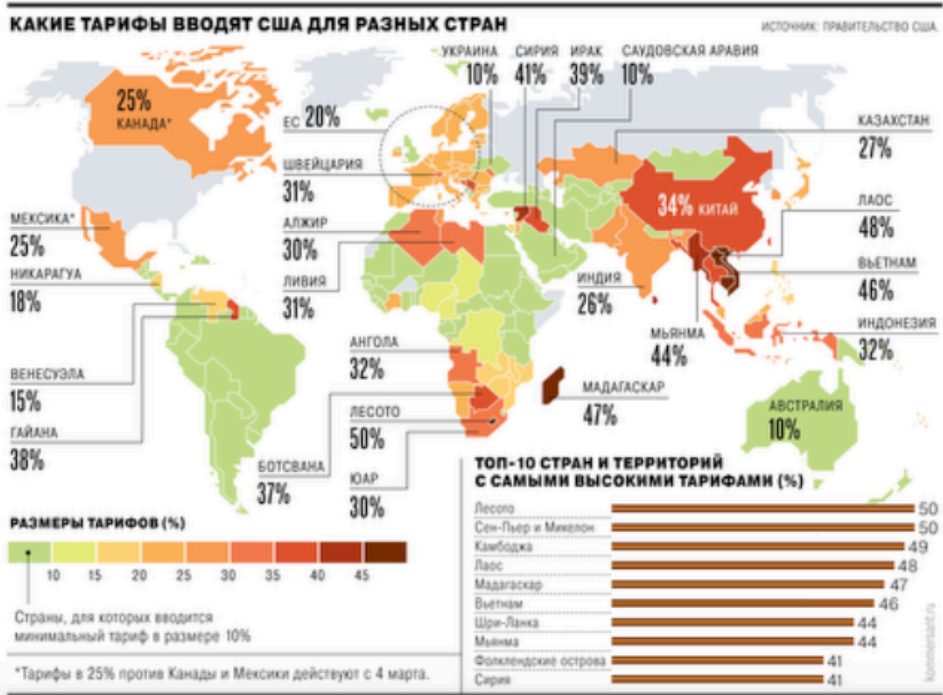 КАКИЕ ТАРИФЫ ВВОДЯТ США ДЛЯ РАЗНЫХ СТРАН
ИСТОЧНИК: ПРАВИТЕЛЬСТВО США.
УКРАИНА
10%
СИРИЯ
41%
ИРАК
39%
САУДОВСКАЯ АРАВИЯ
10%
25%
КАНАДА*
ЕС 20%
КАЗАХСТАН
27%
ШВЕЙЦАРИЯ
31%
34% КИТАЙ
ЛАОС
48%
МЕКСИКА*
25%
АЛЖИР
30%
НИКАРАГУА
18%
ЛИВИЯ
31%
ИНДИЯ
26%
ВЬЕТНАМ
46%
МЬЯНМА
44%
ИНДОНЕЗИЯ
32%
ВЕНЕСУЭЛА
15%
АНГОЛА
32%
МАДАГАСКАР
47%
АВСТРАЛИЯ
10%
ГАЙАНА
38%
ЛЕСОТО
50%
БОТСВАНА
37%
ЮАР
30%
РАЗМЕРЫ ТАРИФОВ (%)
10 15 20 25 30 35 40 45
Страны, для которых вводится
минимальный тариф в размере 10%
*Тарифы в 25% против Канады и Мексики действуют с 4 марта.
ТОП-10 СТРАН И ТЕРРИТОРИЙ
С САМЫМИ ВЫСОКИМИ ТАРИФАМИ (%)
Лесото 50
Сен-Пьер и Микелон 50
Камбоджа 49
Лаос 48
Мадагаскар 47
Вьетнам 46
Шри-Ланка 44
Мьянма 44
Фолклендские острова 41
Сирия 41
kommersant.ru